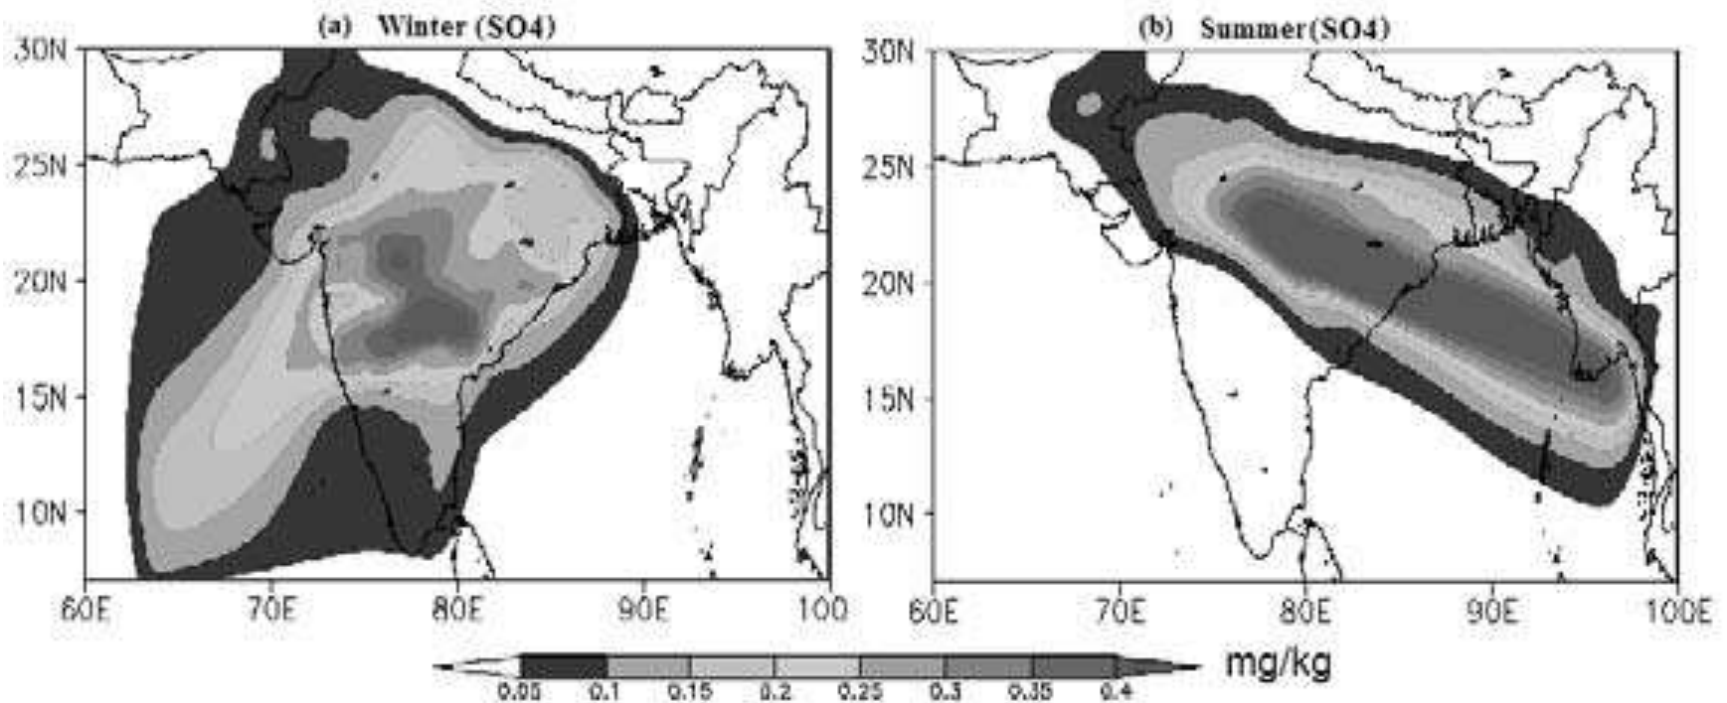 (a) Winter (SO4)
(b) Summer(SO4)
30N
25N
20N
15N
10N
60E 70E 80E 90E 100
30N
25N
20N
15N
10N
60E 70E 80E 90E 100E
0.05 0.1 0.15 0.2 0.25 0.3 0.35 0.4
mg/kg